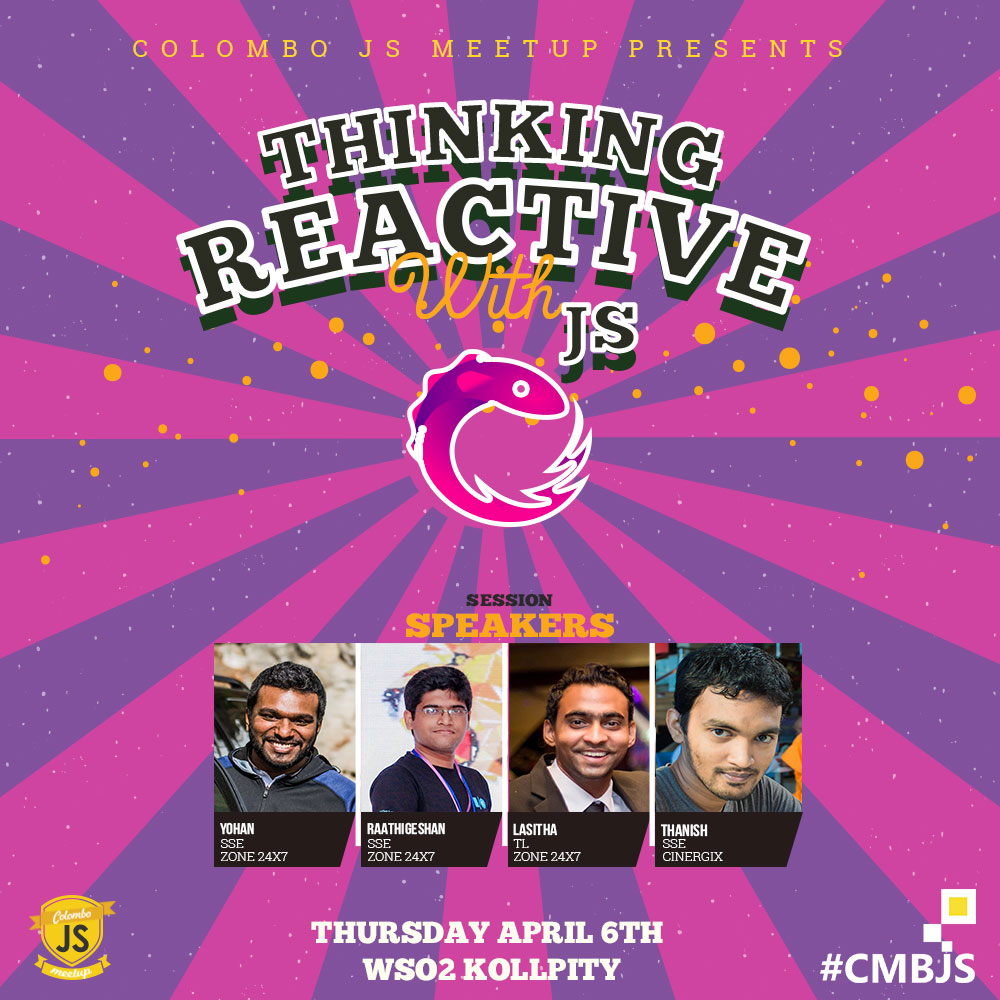 COLOMBO JS MEETUP PRESENTS
THINKING
REACTIVE
With
JS
SESSION
SPEAKERS
YOHAN
SSE
ZONE 24X7
RAATHIGESHAN
SSE
ZONE 24X7
LASITHA
TL
ZONE 24X7
THANISH
SSE
CINERGIX
Colombo
JS
meetup
THURSDAY APRIL 6TH
WSO2 KOLLPITY
#CMBJS